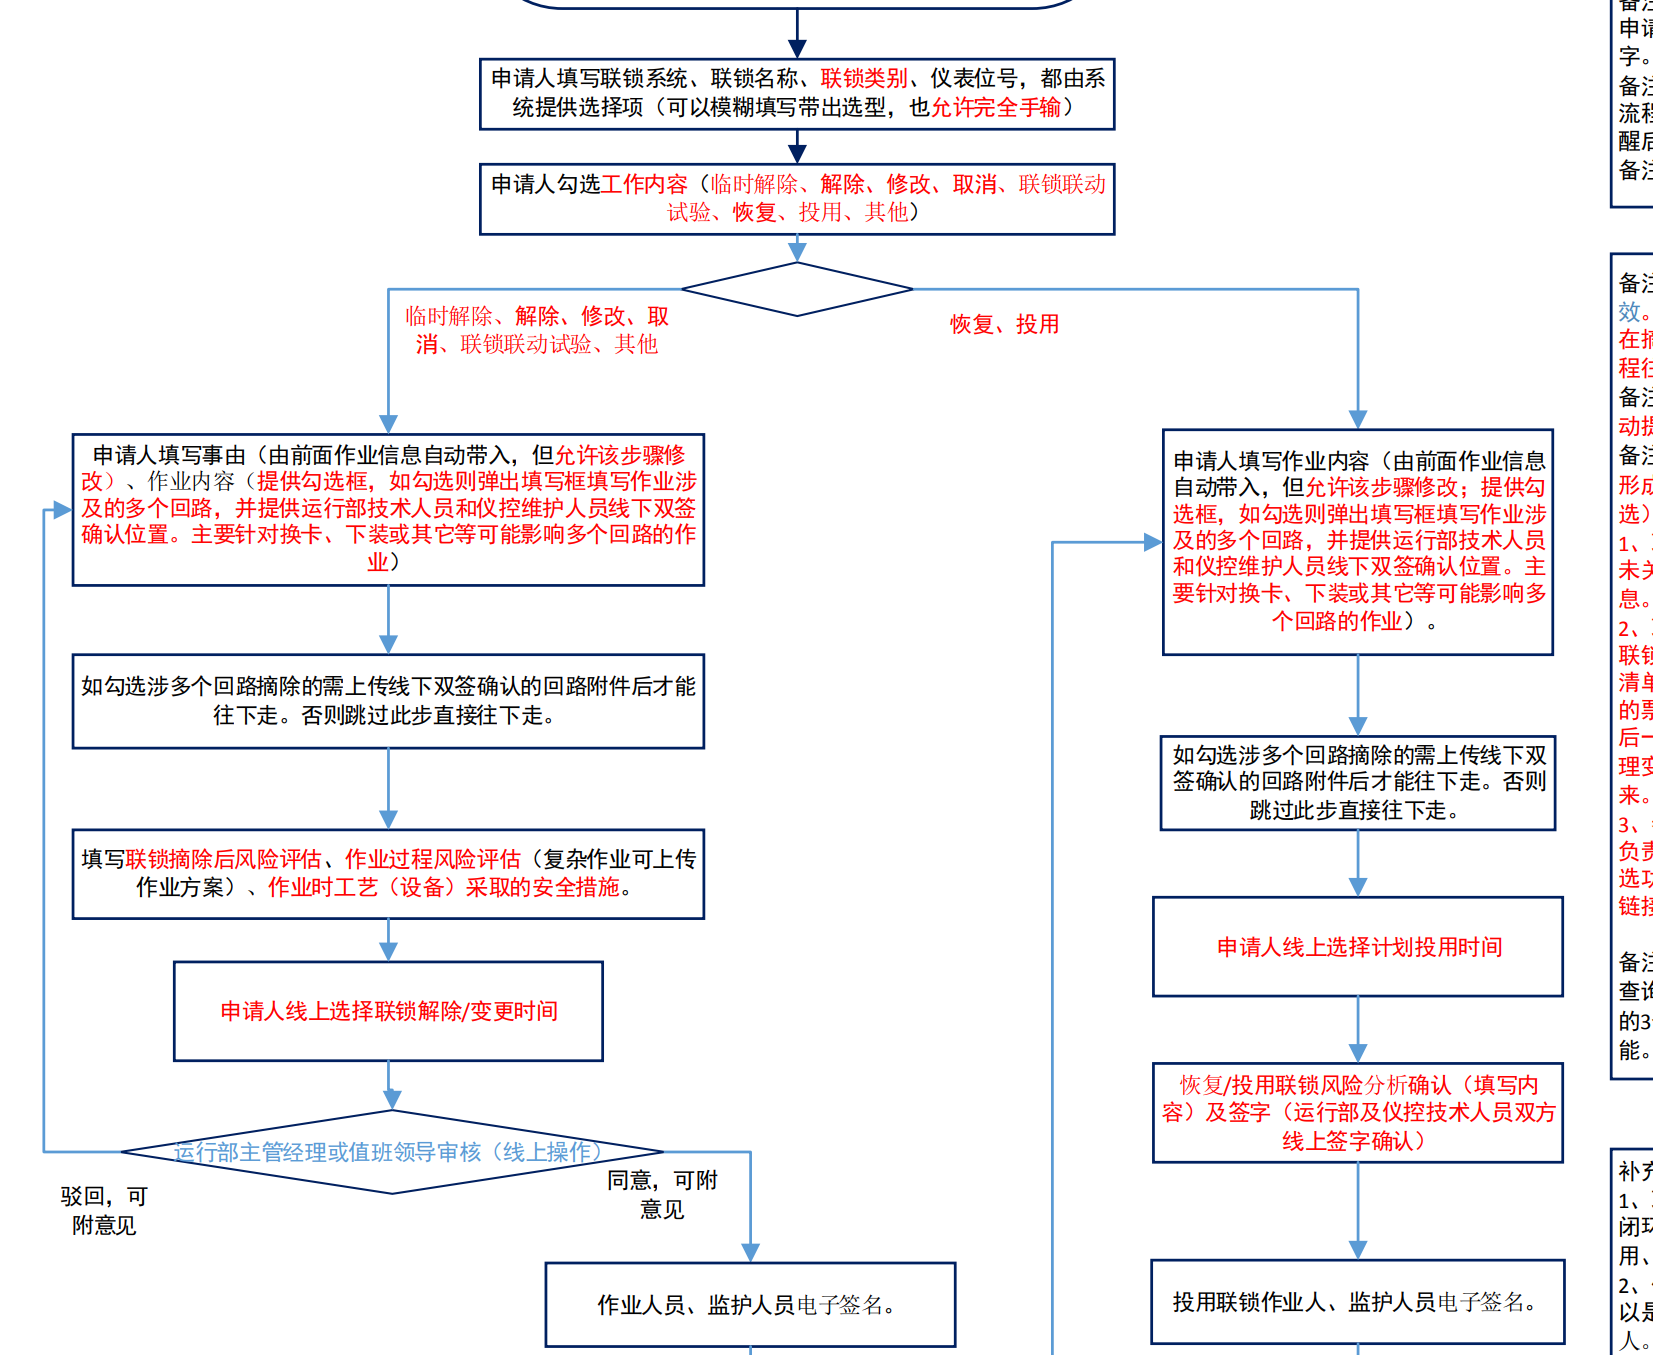 申请人填写联锁系统、联锁名称、联锁类别、仪表位号，都由系
统提供选择项（可以模糊填写带出选型，也允许完全手输）
申请人勾选工作内容（临时解除、解除、修改、取消、联锁联动
试验、恢复、投用、其他）
临时解除、解除、修改、取
消、联锁联动试验、其他
恢复、投用
申请人填写事由（由前面作业信息自动带入，但允许该步骤修
改）、作业内容（提供勾选框，如勾选则弹出填写框填写作业涉
及的多个回路，并提供运行部技术人员和仪控维护人员线下双签
确认位置。主要针对换卡、下装或其它等可能影响多个回路的作
业）
如勾选涉多个回路摘除的需上传线下双签确认的回路附件后才能
往下走。否则跳过此步直接往下走。
填写联锁摘除后风险评估、作业过程风险评估（复杂作业可上传
作业方案）、作业时工艺（设备）采取的安全措施。
申请人线上选择联锁解除/变更时间
运行部主管经理或值班领导审核（线上操作）
驳回，可
附意见
同意，可附
意见
作业人员、监护人员电子签名。
申请人填写作业内容（由前面作业信息
自动带入，但允许该步骤修改；提供勾
选框，如勾选则弹出填写框填写作业涉
及的多个回路，并提供运行部技术人员
和仪控维护人员线下双签确认位置。主
要针对换卡、下装或其它等可能影响多
个回路的作业）。
如勾选涉多个回路摘除的需上传线下双
签确认的回路附件后才能往下走。否则
跳过此步直接往下走。
申请人线上选择计划投用时间
恢复/投用联锁风险分析确认（填写内
容）及签字（运行部及仪控技术人员双方
线上签字确认）
投用联锁作业人、监护人员电子签名。
申请
字。
备注
流程
醒后
备注
备注
效。
在摘
程往
备注
动提
备注
形成
选）
1、
未关
息。
2、
联锁
清单
的票
后一
理变
来。
3、
负责
选功
链接
备注
查询
的3
能。
补充
1、
闭环
用、
2、
以是
人。